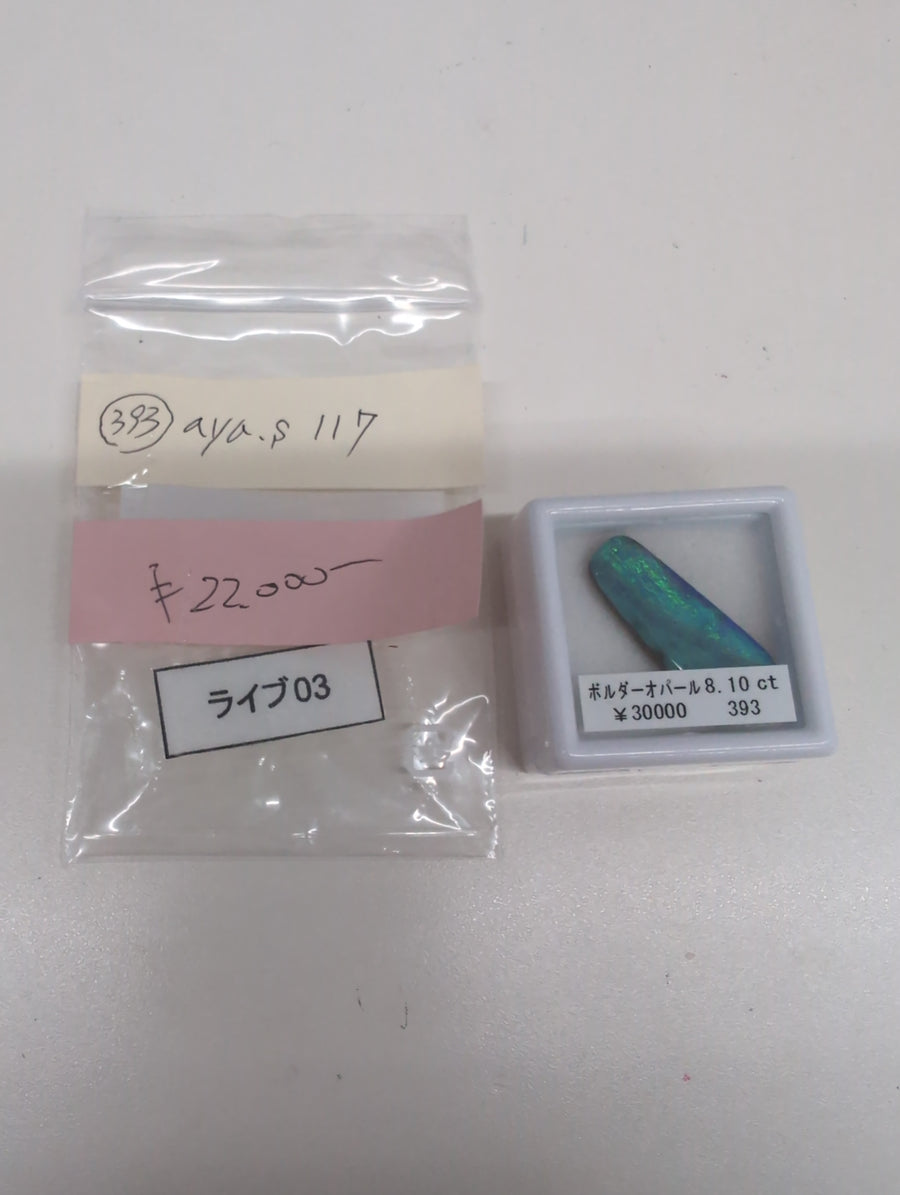 393 aya.s 117
¥22.000-
ライブ03
ボルダーオパール8.10 ct
¥30000 393